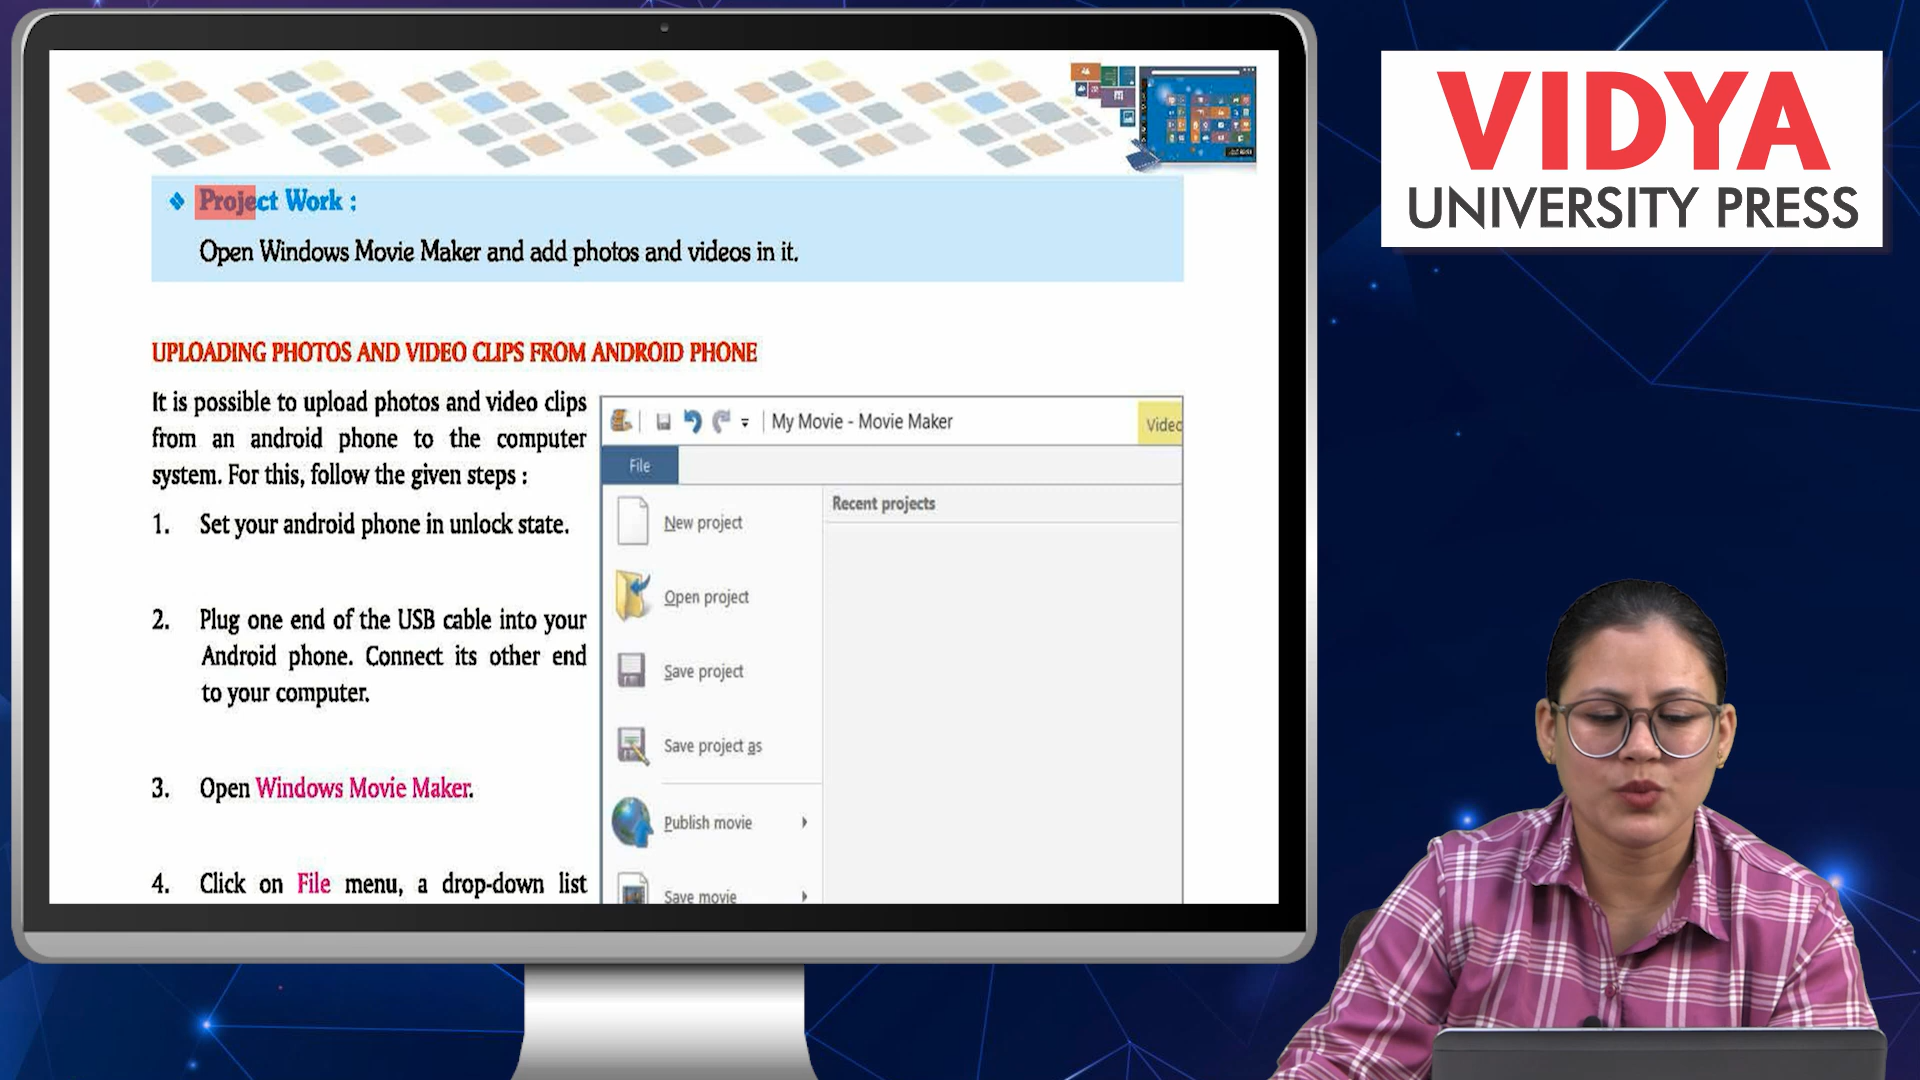 Project Work :
Open Windows Movie Maker and add photos and videos in it.
UPLOADING PHOTOS AND VIDEO CLIPS FROM ANDROID PHONE
It is possible to upload photos and video clips
from an android phone to the computer
system. For this, follow the given steps :
1. Set your android phone in unlock state.
2. Plug one end of the USB cable into your
Android phone. Connect its other end
to your computer.
3. Open Windows Movie Maker.
4. Click on File menu, a drop-down list
My Movie - Movie Maker
Video
File
Recent projects
New project
Open project
Save project
Save project as
Publish movie
Save movie
VIDYA
UNIVERSITY PRESS